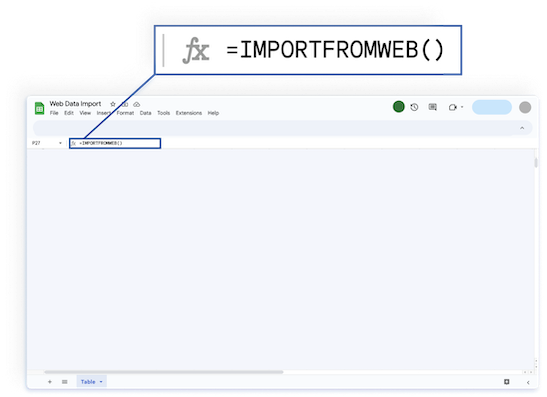 fx =IMPORTFROMWEB()
Web Data Import
File Edit View Insert Format Data Tools Extensions Help
P27 fx =IMPORTFROMWEB()
Table